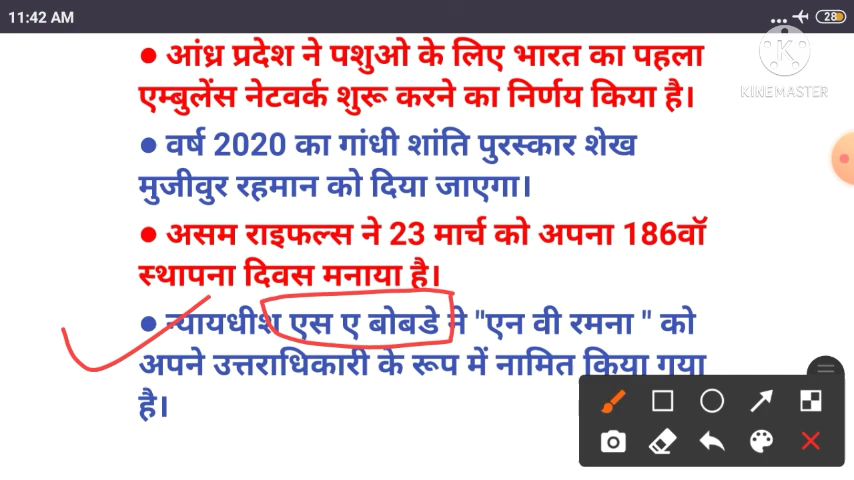 11:42 AM
28
KINEMASTER
● आंध्र प्रदेश ने पशुओ के लिए भारत का पहला
एम्बुलेंस नेटवर्क शुरू करने का निर्णय किया है।
● वर्ष 2020 का गांधी शांति पुरस्कार शेख
मुजीवुर रहमान को दिया जाएगा।
● असम राइफल्स ने 23 मार्च को अपना 186वॉ
स्थापना दिवस मनाया है।
● न्यायधीश एस ए बोबडे ने "एन वी रमना " को
अपने उत्तराधिकारी के रूप में नामित किया गया
है।